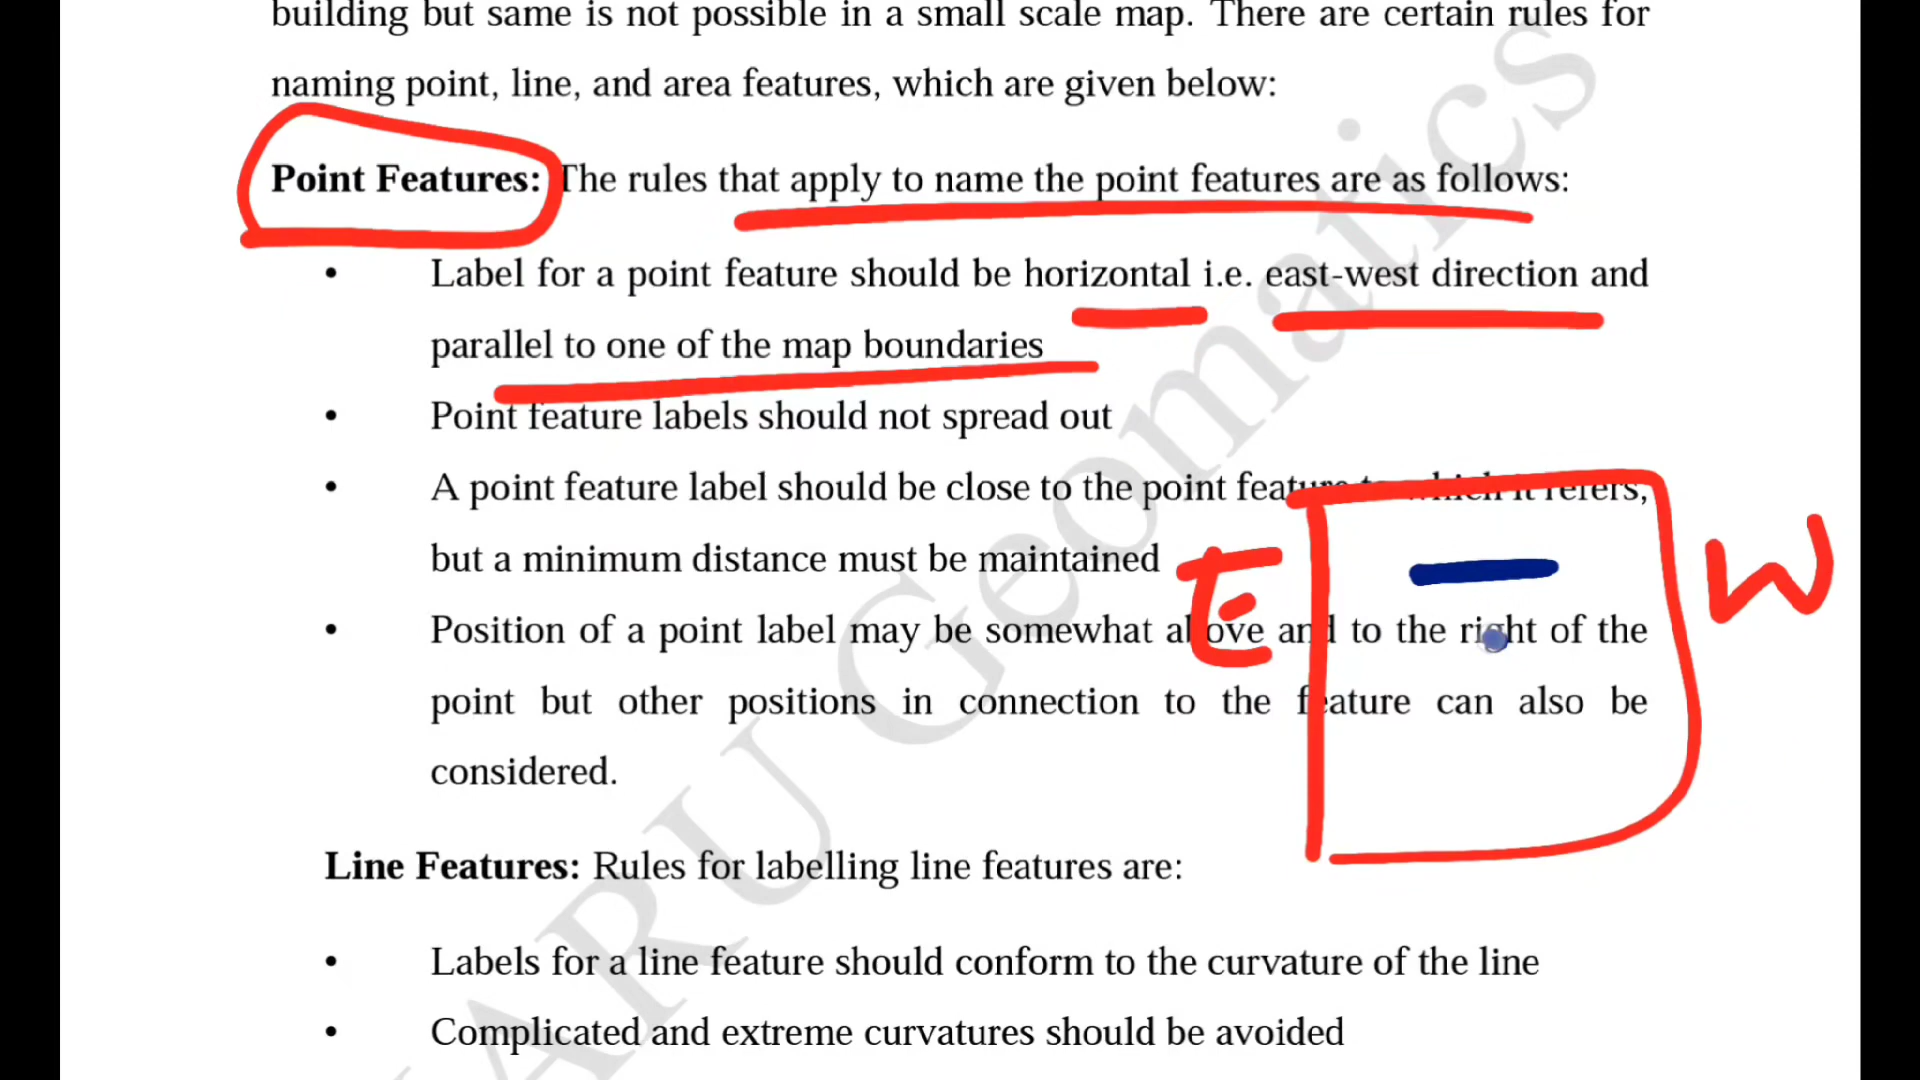 building but same is not possible in a small scale map. There are certain rules for
naming point, line, and area features, which are given below:
Point Features: The rules that apply to name the point features are as follows:
• Label for a point feature should be horizontal i.e. east-west direction and
parallel to one of the map boundaries
• Point feature labels should not spread out
• A point feature label should be close to the point feature to which it refers,
but a minimum distance must be maintained
E W
• Position of a point label may be somewhat above and to the right of the
point but other positions in connection to the feature can also be
considered.
Line Features: Rules for labelling line features are:
• Labels for a line feature should conform to the curvature of the line
• Complicated and extreme curvatures should be avoided
ARU Geomatics